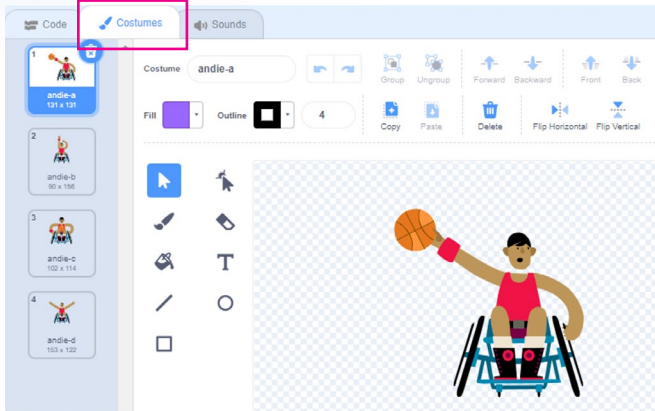 Code
Costumes
Sounds
1
andie-a
131 x 131
2
andie-b
90 x 156
3
andie-c
102 x 114
4
andie-d
153 x 122
Costume
andie-a
Group
Ungroup
Forward
Backward
Front
Back
Fill
Outline
4
Copy
Paste
Delete
Flip Horizontal
Flip Vertical
T